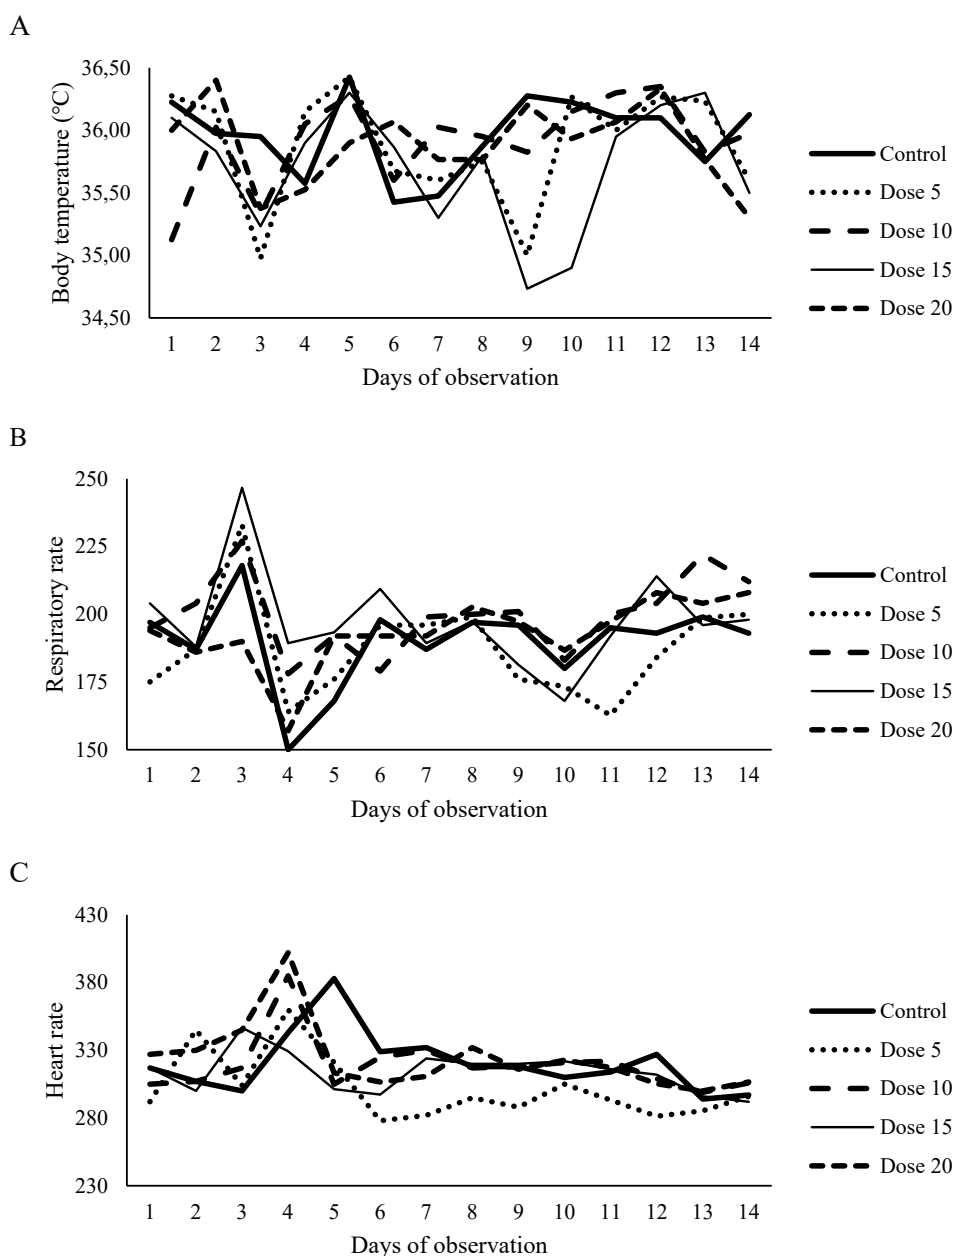 A
Body temperature (°C)
36,50
36,00
35,50
35,00
34,50
1 2 3 4 5 6 7 8 9 10 11 12 13 14
Days of observation
Control
Dose 5
Dose 10
Dose 15
Dose 20
B
Respiratory rate
250
225
200
175
150
1 2 3 4 5 6 7 8 9 10 11 12 13 14
Days of observation
Control
Dose 5
Dose 10
Dose 15
Dose 20
C
Heart rate
430
380
330
280
230
1 2 3 4 5 6 7 8 9 10 11 12 13 14
Days of observation
Control
Dose 5
Dose 10
Dose 15
Dose 20